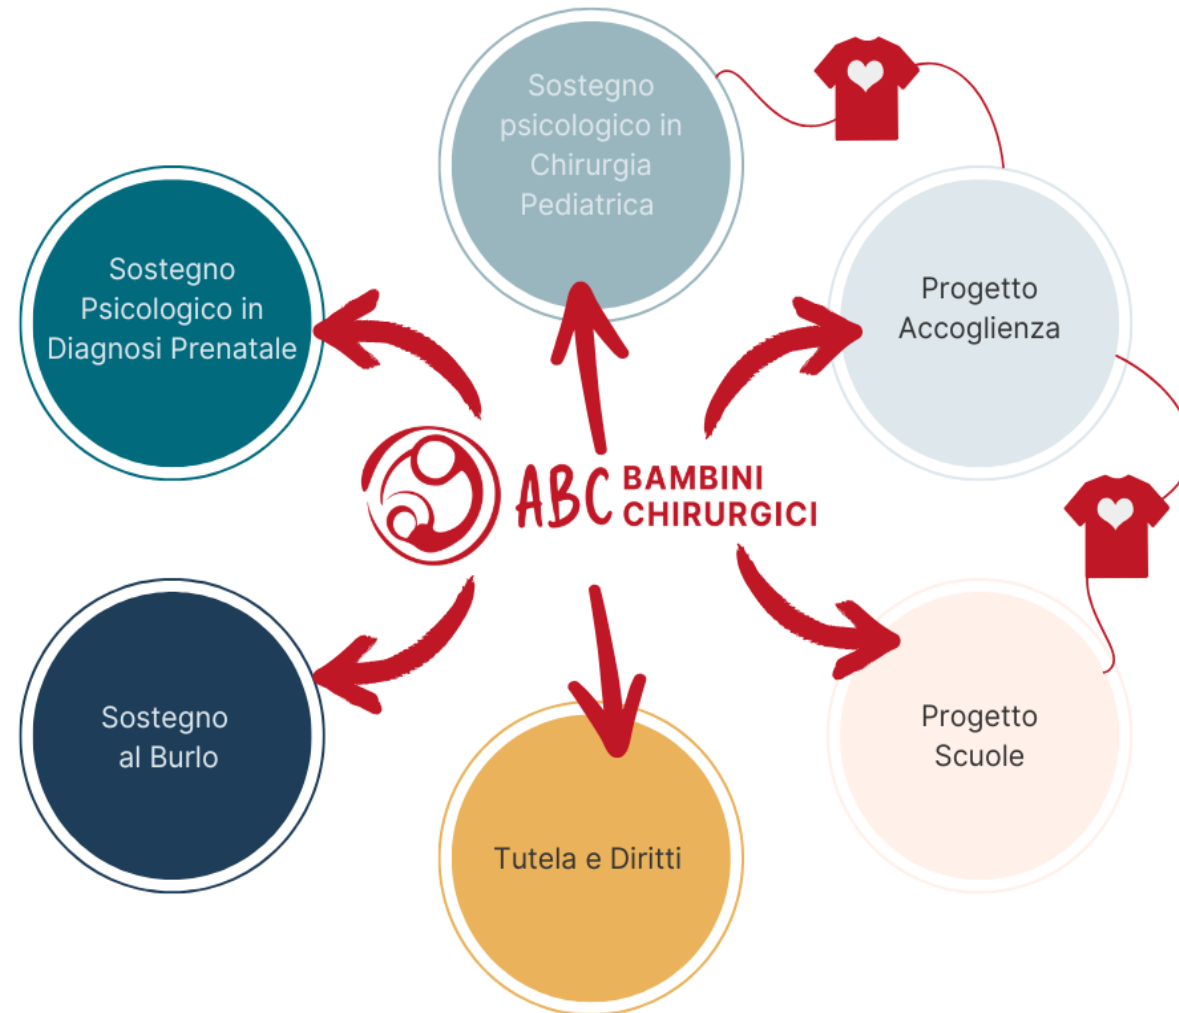 Sostegno
psicologico in
Chirurgia
Pediatrica
Sostegno
Psicologico in
Diagnosi Prenatale
Progetto
Accoglienza
ABC BAMBINI
CHIRURGICI
Sostegno
al Burlo
Progetto
Scuole
Tutela e Diritti